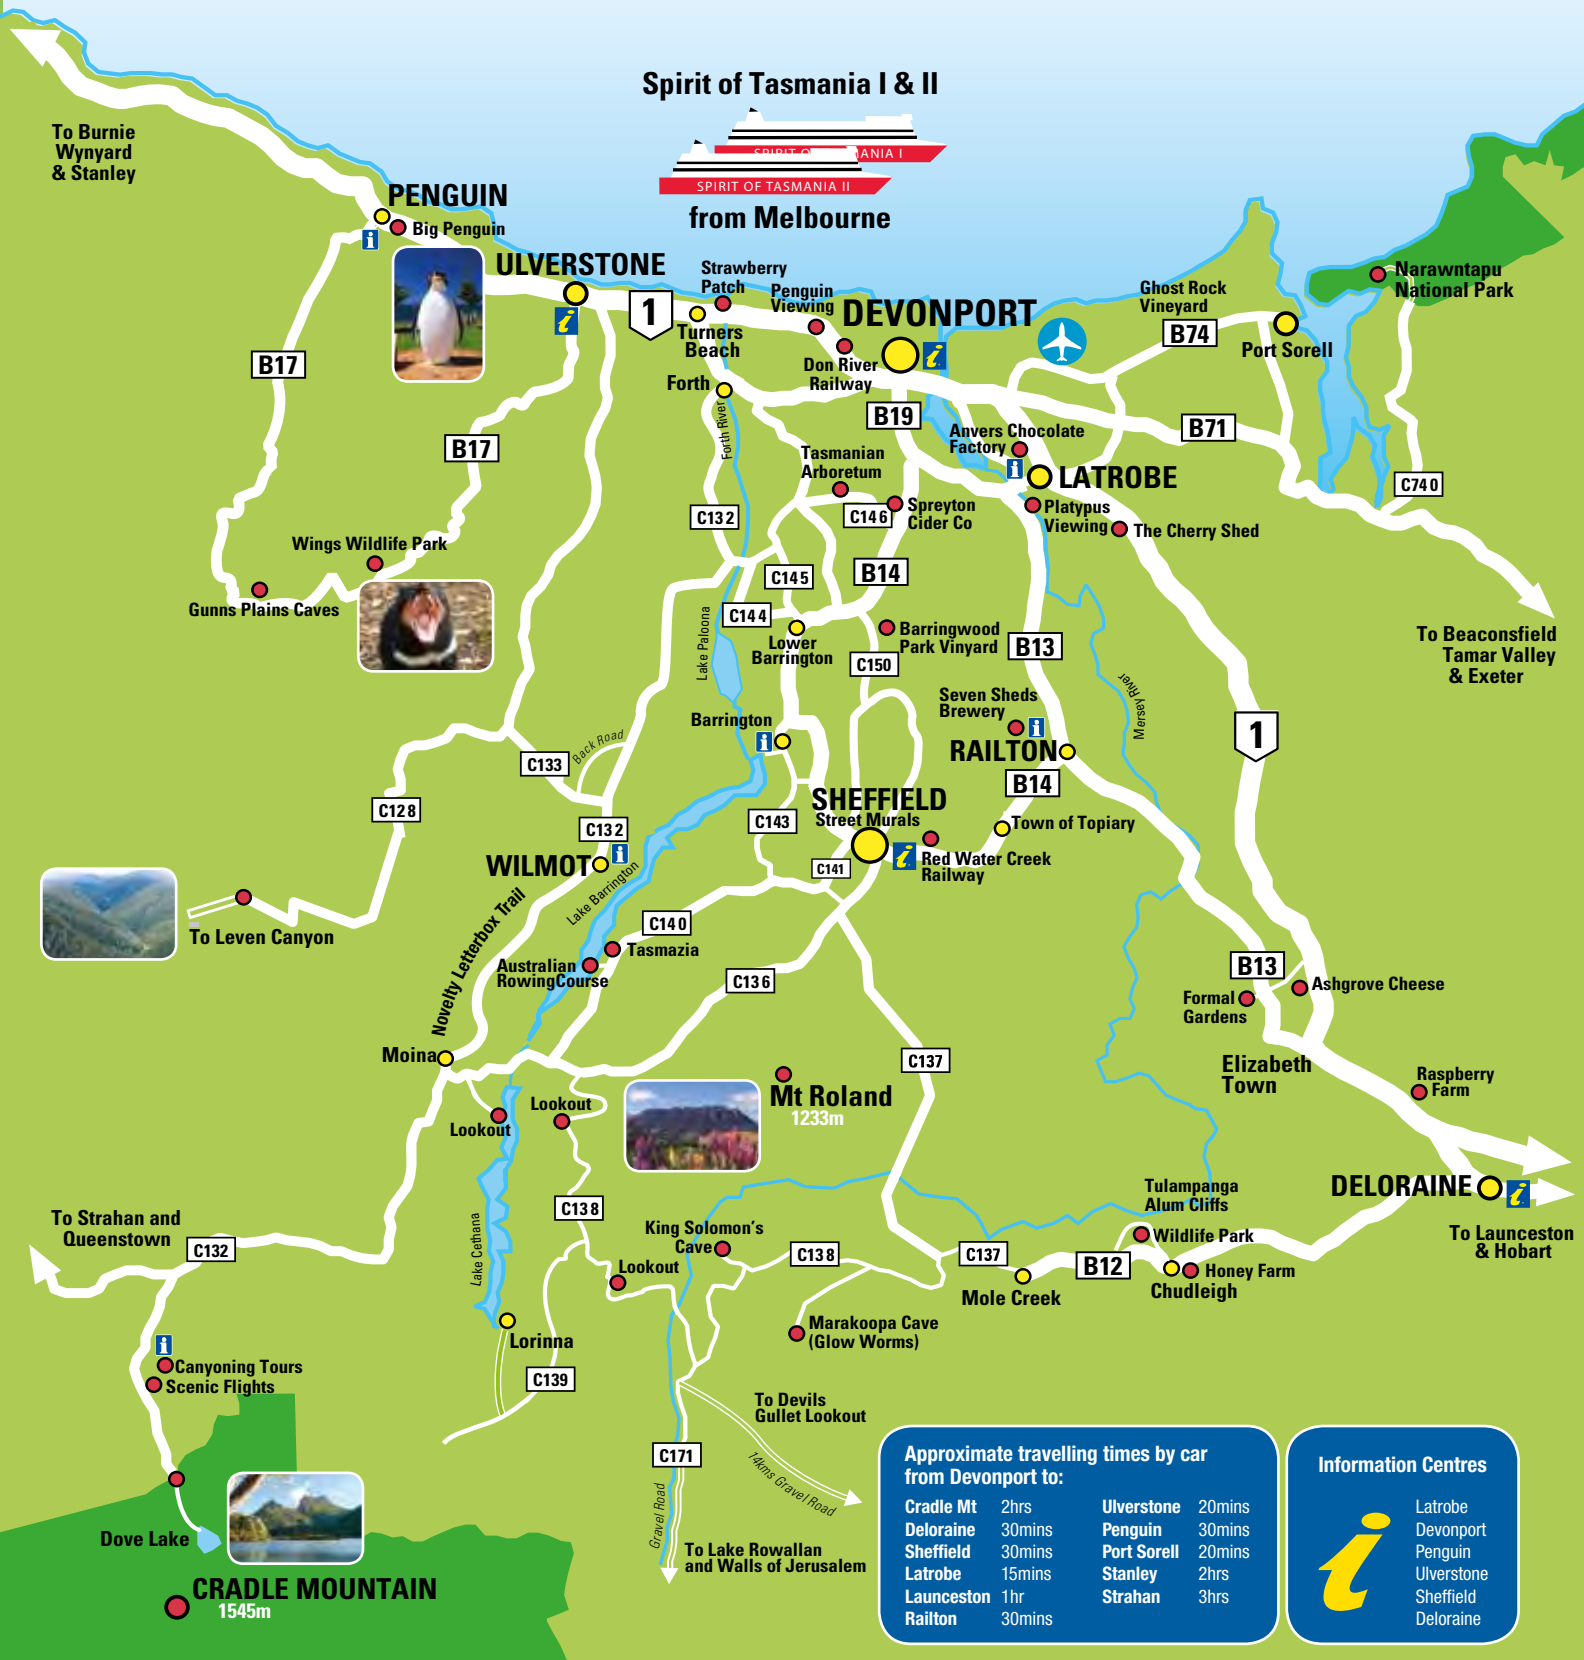 Spirit of Tasmania I & II
SPIRIT OF TASMANIA II
from Melbourne
To Burnie
Wynyard
& Stanley
PENGUIN
Big Penguin
ULVERSTONE
1
Strawberry
Patch
Penguin
Viewing
Turners
Beach
DEVONPORT
Don River
Railway
Ghost Rock
Vineyard
B74
Port Sorell
Narawntapu
National Park
B17
B17
Forth
Forth River
B19
Anvers Chocolate
Factory
B71
LATROBE
C740
Tasmanian
Arboretum
C146
Spreyton
Cider Co
Platypus
Viewing
The Cherry Shed
C132
Wings Wildlife Park
Gunns Plains Caves
C145
B14
C144
Lower
Barrington
Lake Paloona
Barringwood
Park Vinyard
B13
C150
To Beaconsfield
Tamar Valley
& Exeter
Mersey River
Seven Sheds
Brewery
Barrington
RAILTON
1
B14
C133
Back Road
C128
C132
C143
SHEFFIELD
Street Murals
Town of Topiary
WILMOT
C141
Red Water Creek
Railway
Lake Barrington
Novelty Letterbox Trail
To Leven Canyon
C140
Tasmazia
Australian
RowingCourse
C136
B13
Ashgrove Cheese
Formal
Gardens
Moina
C137
Elizabeth
Town
Raspberry
Farm
Mt Roland
1233m
Lookout
Lookout
DELORAINE
To Launceston
& Hobart
Tulampanga
Alum Cliffs
Wildlife Park
C138
King Solomon's
Cave
C138
C137
B12
Honey Farm
Chudleigh
Mole Creek
Lookout
To Strahan and
Queenstown
C132
Lake Cethana
Lorinna
Marakoopa Cave
(Glow Worms)
Canyoning Tours
Scenic Flights
C139
To Devils
Gullet Lookout
14kms Gravel Road
C171
Gravel Road
To Lake Rowallan
and Walls of Jerusalem
Dove Lake
CRADLE MOUNTAIN
1545m
Approximate travelling times by car
from Devonport to:
Cradle Mt 2hrs Ulverstone 20mins
Deloraine 30mins Penguin 30mins
Sheffield 30mins Port Sorell 20mins
Latrobe 15mins Stanley 2hrs
Launceston 1hr Strahan 3hrs
Railton 30mins
Information Centres
Latrobe
Devonport
Penguin
Ulverstone
Sheffield
Deloraine